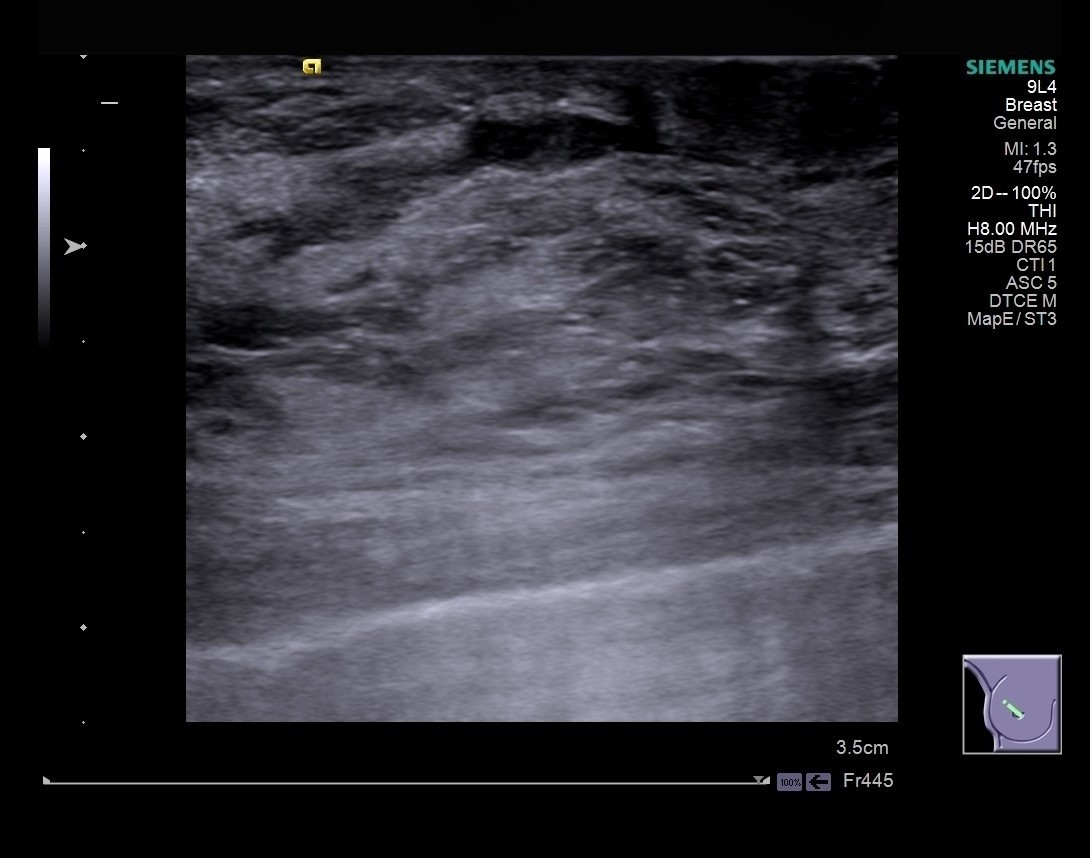 SIEMENS
9L4
Breast
General
MI: 1.3
47fps
2D--100%
THI
H8.00 MHz
15dB DR65
CTI 1
ASC 5
DTCE M
MapE / ST3
3.5cm
100%
Fr445